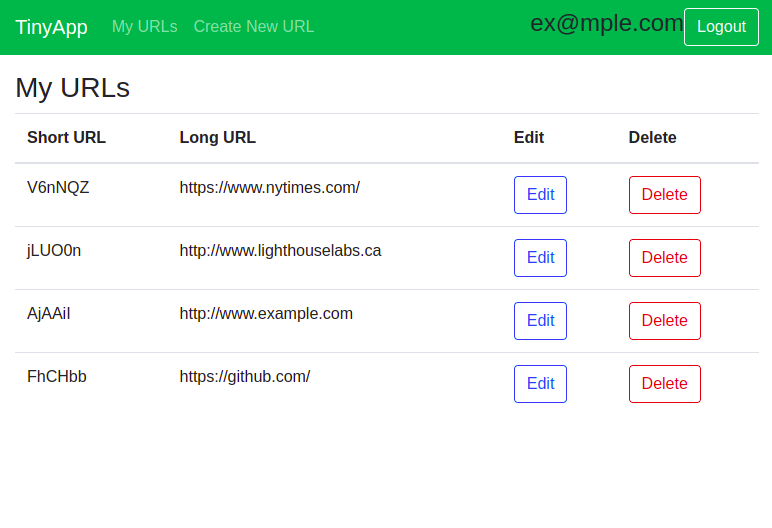 TinyApp My URLs Create New URL ex@mple.com Logout
My URLs
Short URL Long URL Edit Delete
V6nNQZ https://www.nytimes.com/ Edit Delete
jLUO0n http://www.lighthouselabs.ca Edit Delete
AjAAiI http://www.example.com Edit Delete
FhCHbb https://github.com/ Edit Delete